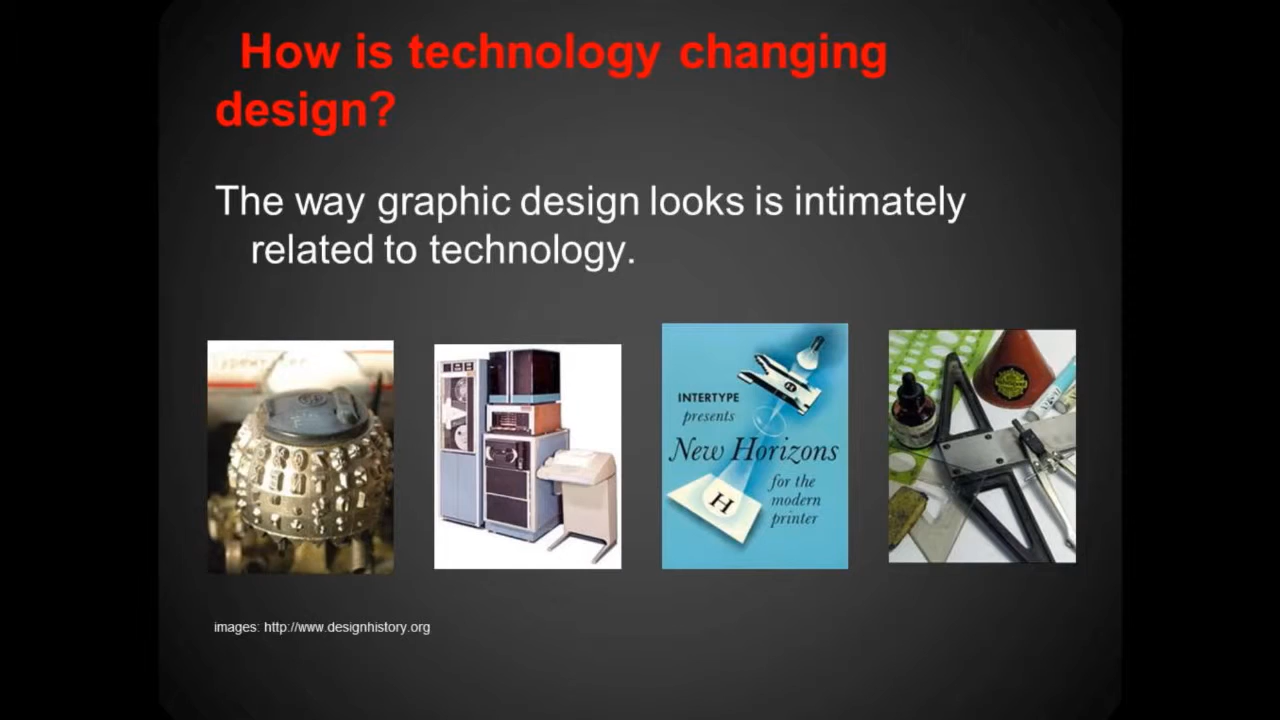 How is technology changing
design?
The way graphic design looks is intimately
related to technology.
INTERTYPE
presents
New Horizons
for the
modern
printer
H
H
images: http://www.designhistory.org